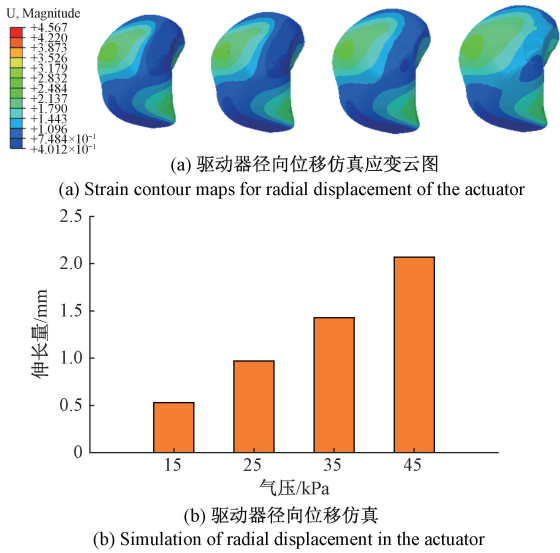 U, Magnitude
+4.567
+4.220
+3.873
+3.526
+3.179
+2.832
+2.484
+2.137
+1.790
+1.443
+1.096
+7.484×10⁻¹
+4.012×10⁻¹
(a) 驱动器径向位移仿真应变云图
(a) Strain contour maps for radial displacement of the actuator
2.5
2.0
1.5
1.0
0.5
0
伸长量/mm
15 25 35 45
气压/kPa
(b) 驱动器径向位移仿真
(b) Simulation of radial displacement in the actuator